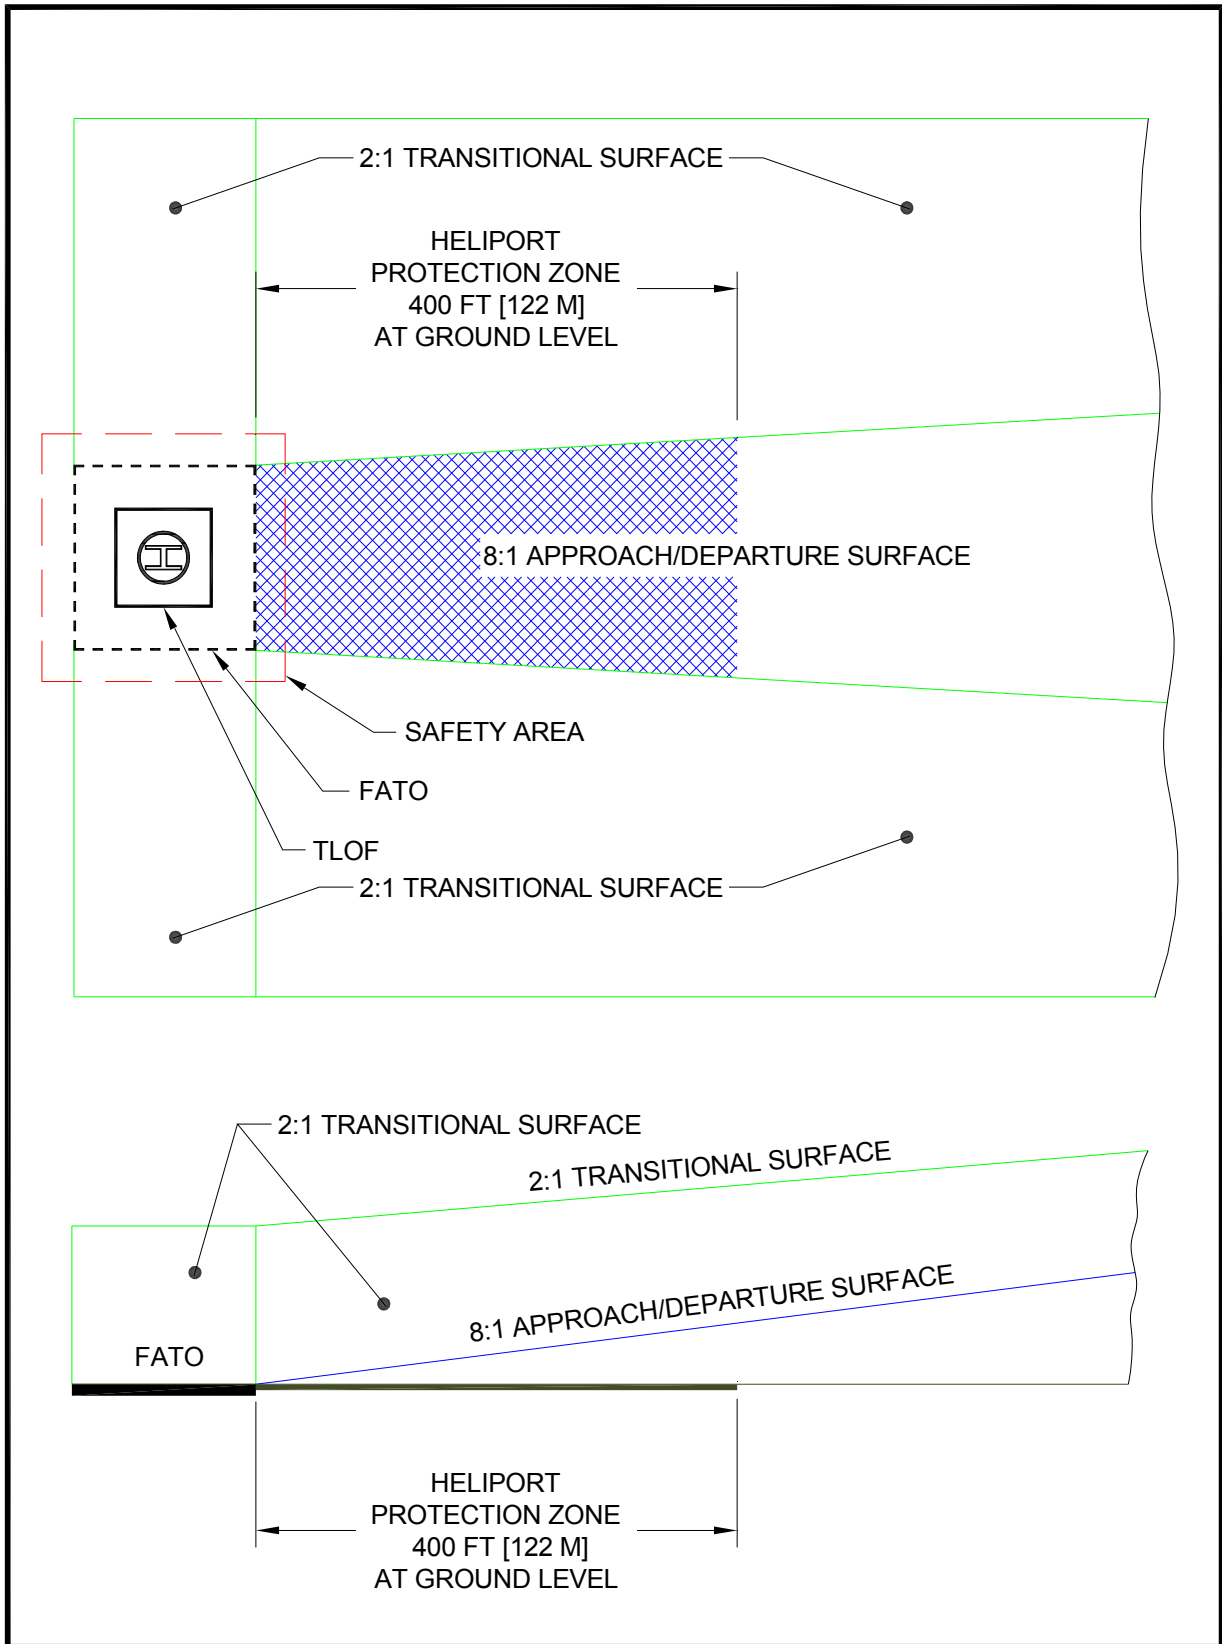 2:1 TRANSITIONAL SURFACE
HELIPORT
PROTECTION ZONE
400 FT [122 M]
AT GROUND LEVEL
H
8:1 APPROACH/DEPARTURE SURFACE
SAFETY AREA
FATO
TLOF
2:1 TRANSITIONAL SURFACE
2:1 TRANSITIONAL SURFACE
2:1 TRANSITIONAL SURFACE
8:1 APPROACH/DEPARTURE SURFACE
FATO
HELIPORT
PROTECTION ZONE
400 FT [122 M]
AT GROUND LEVEL